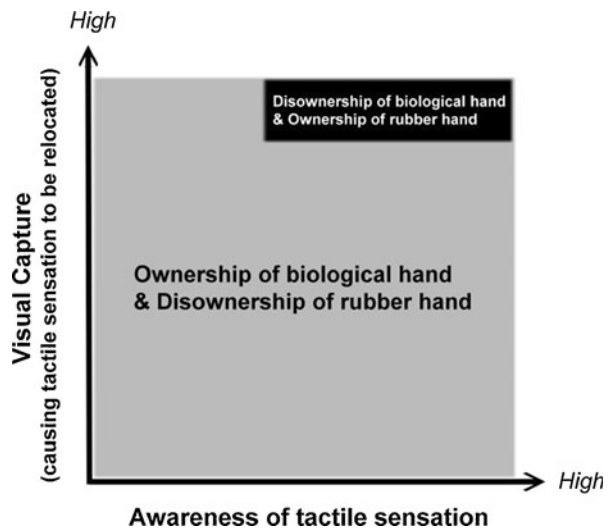 High
Disownership of biological hand
& Ownership of rubber hand
Visual Capture
(causing tactile sensation to be relocated)
Ownership of biological hand
& Disownership of rubber hand
High
Awareness of tactile sensation